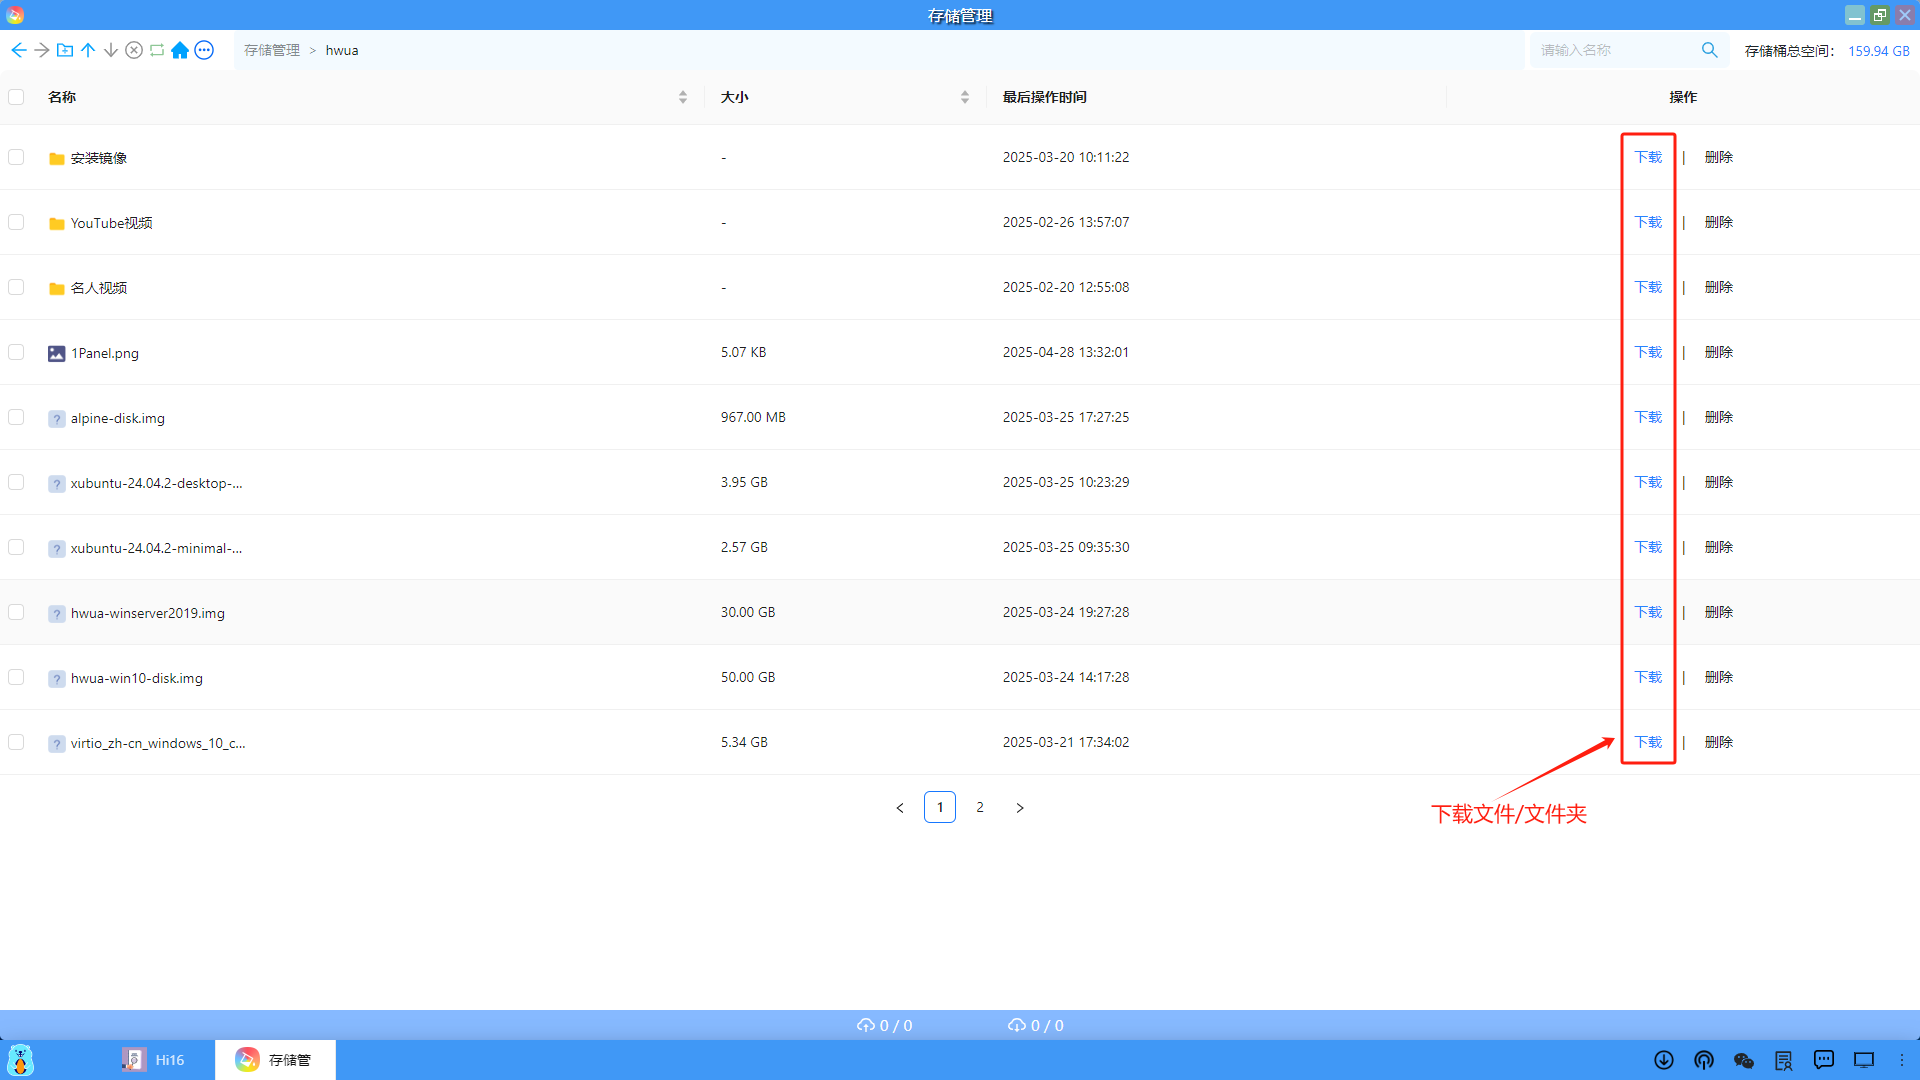 存储管理
存储管理 > hwua
请输入名称
存储桶总空间： 159.94 GB
名称 大小 最后操作时间 操作
安装镜像 - 2025-03-20 10:11:22 下载 | 删除
YouTube视频 - 2025-02-26 13:57:07 下载 | 删除
名人视频 - 2025-02-20 12:55:08 下载 | 删除
1Panel.png 5.07 KB 2025-04-28 13:32:01 下载 | 删除
alpine-disk.img 967.00 MB 2025-03-25 17:27:25 下载 | 删除
xubuntu-24.04.2-desktop-... 3.95 GB 2025-03-25 10:23:29 下载 | 删除
xubuntu-24.04.2-minimal-... 2.57 GB 2025-03-25 09:35:30 下载 | 删除
hwua-winserver2019.img 30.00 GB 2025-03-24 19:27:28 下载 | 删除
hwua-win10-disk.img 50.00 GB 2025-03-24 14:17:28 下载 | 删除
virtio_zh-cn_windows_10_c... 5.34 GB 2025-03-21 17:34:02 下载 | 删除
< 1 2 >
下载文件/文件夹
0 / 0 0 / 0
Hi16 存储管